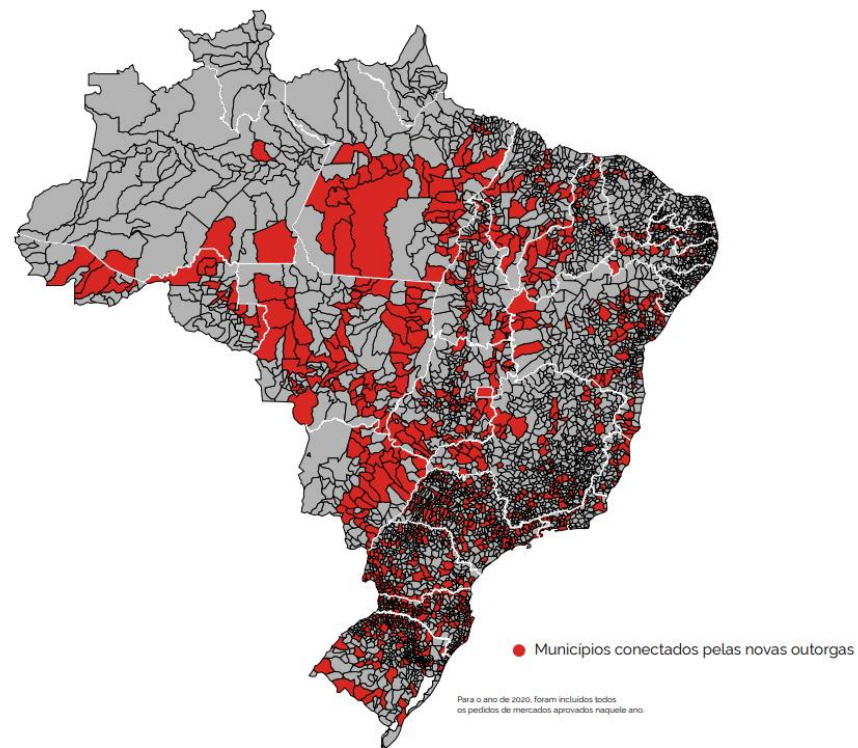 Municípios conectados pelas novas outorgas
Para o ano de 2020, foram incluídos todos
os pedidos de mercados aprovados naquele ano.